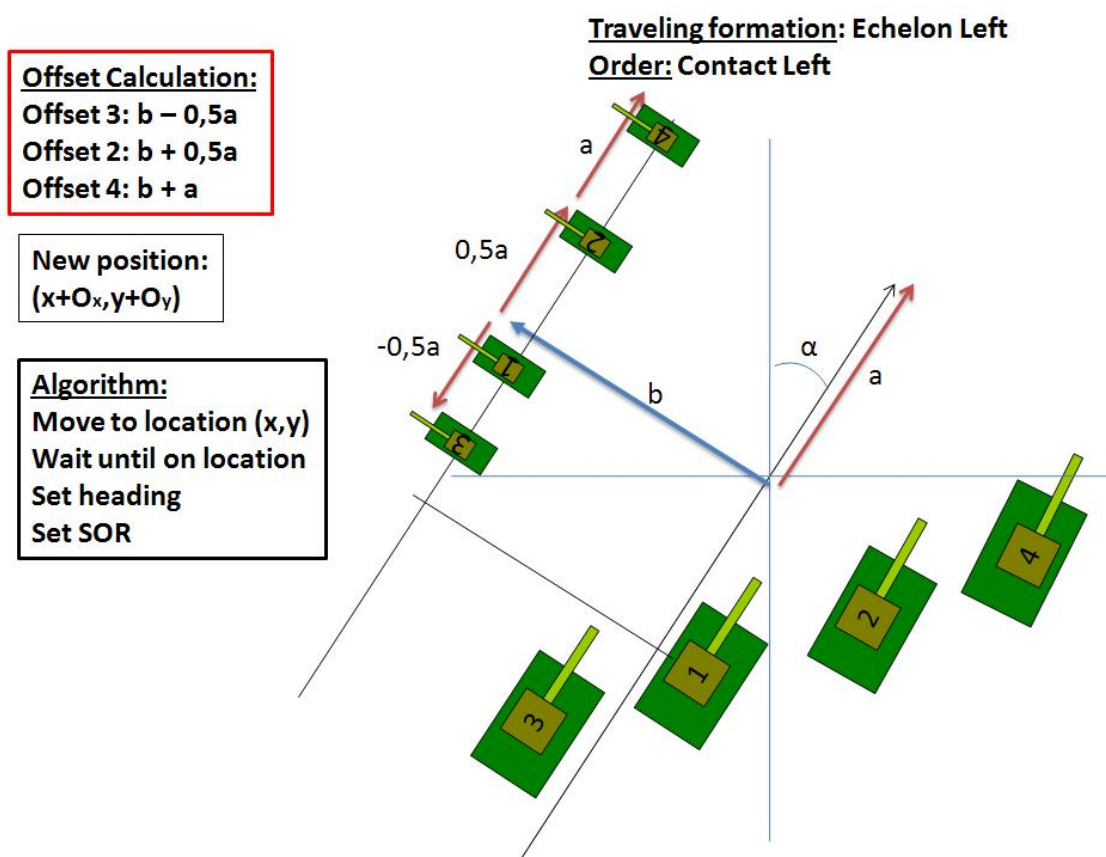 Traveling formation: Echelon Left
Order: Contact Left
Offset Calculation:
Offset 3: b – 0,5a
Offset 2: b + 0,5a
Offset 4: b + a
New position:
(x+Ox,y+Oy)
Algorithm:
Move to location (x,y)
Wait until on location
Set heading
Set SOR
4
a
2
0,5a
1
-0,5a
3
b
α
a
4
2
1
3